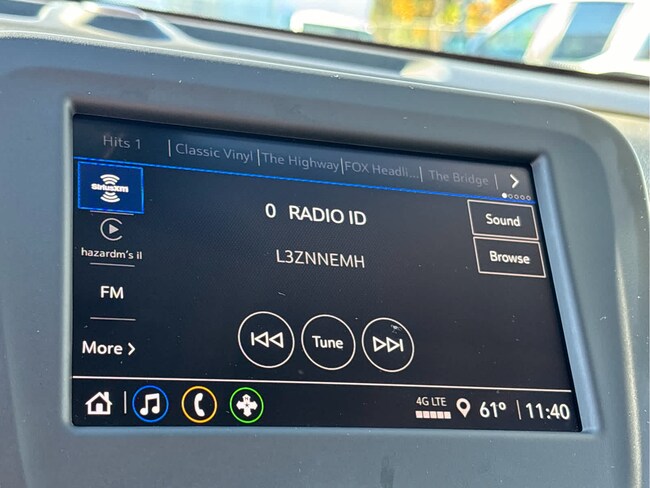 Hits 1 | Classic Vinyl | The Highway | FOX Headli... | The Bridge |
SiriusXM
0 RADIO ID
Sound
hazardm's il
L3ZNNEMH
Browse
FM
Tune
More
4G LTE
61° | 11:40